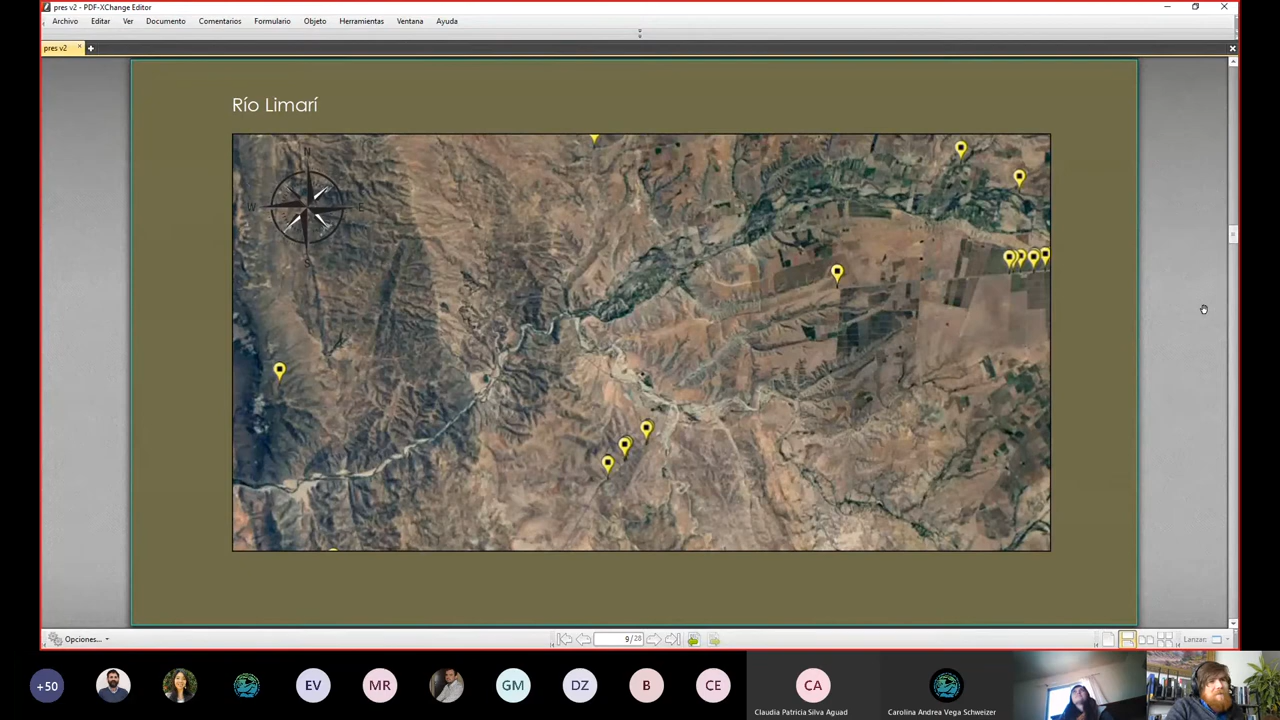 pres v2 - PDF-XChange Editor
Archivo Editar Ver Documento Comentarios Formulario Objeto Herramientas Ventana Ayuda
pres v2
Río Limarí
N
W E
Opciones...
9/28
Lanzar:
+50 EV MR GM DZ B CE CA
Claudia Patricia Silva Aguad
Carolina Andrea Vega Schweizer